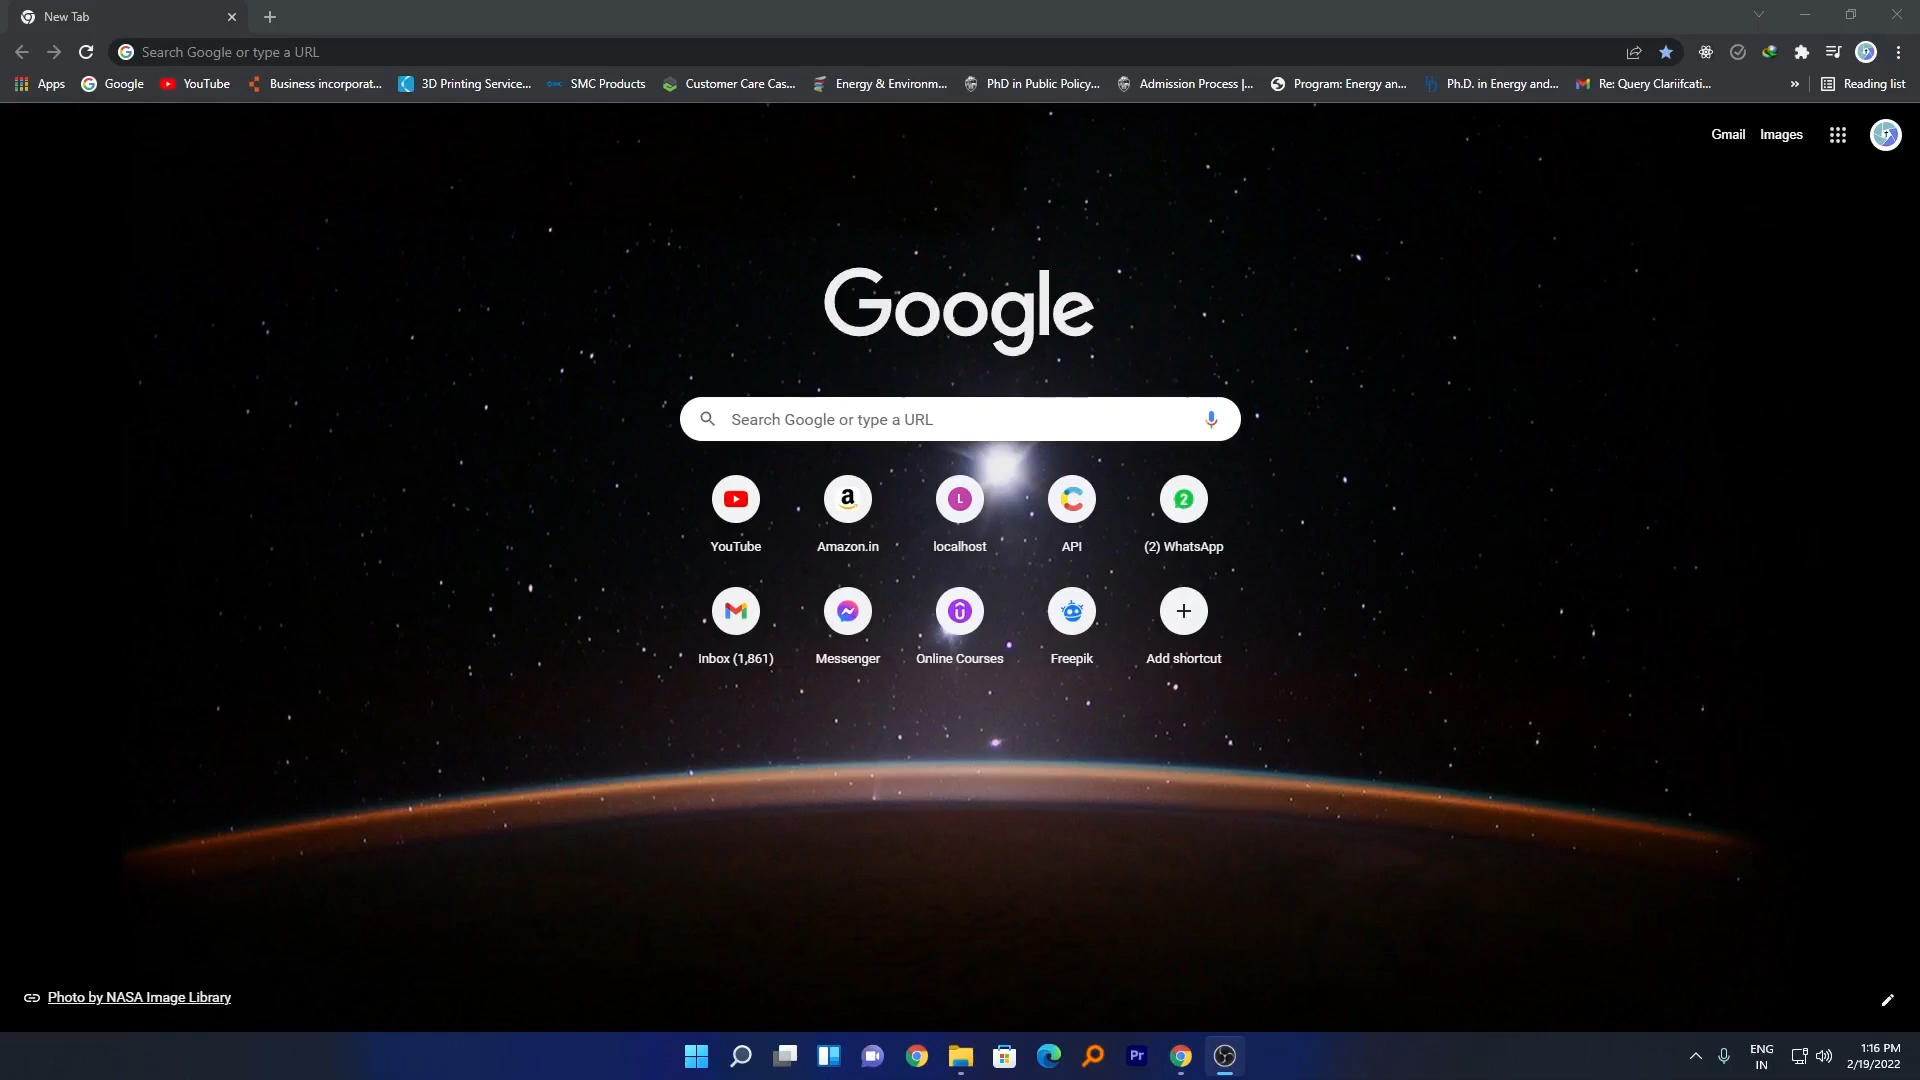 New Tab
Search Google or type a URL
Apps Google YouTube Business incorporat... 3D Printing Service... SMC Products Customer Care Cas... Energy & Environm... PhD in Public Policy... Admission Process |... Program: Energy an... Ph.D. in Energy and... Re: Query Clariifcati... » Reading list
Gmail Images
Google
Search Google or type a URL
YouTube Amazon.in localhost API (2) WhatsApp
Inbox (1,861) Messenger Online Courses Freepik Add shortcut
Photo by NASA Image Library
Pr
ENG
IN
1:16 PM
2/19/2022